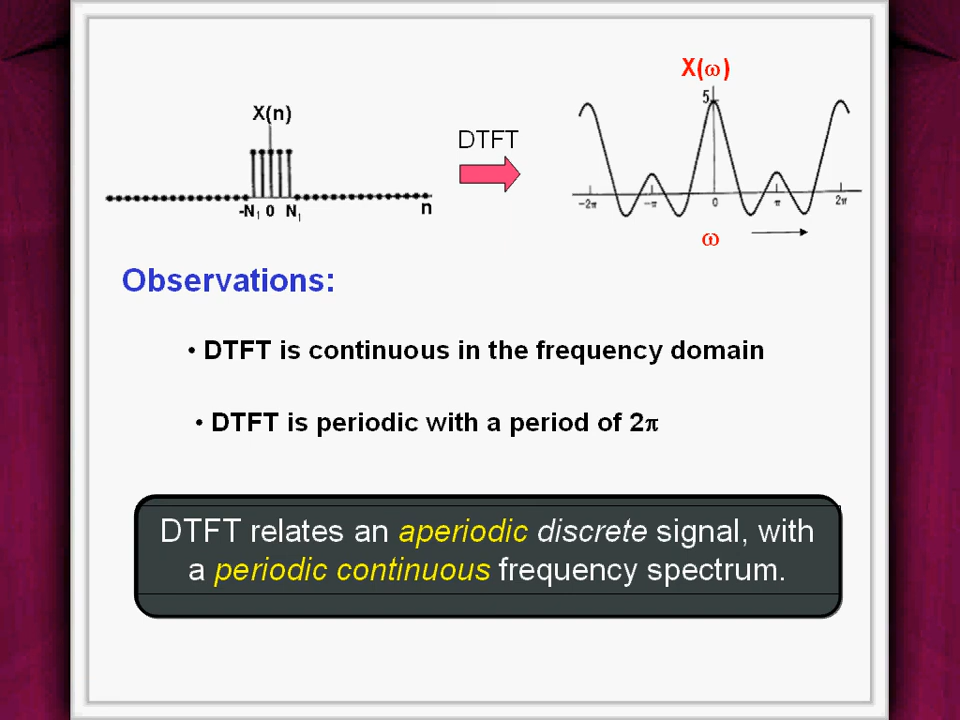 X(ω)
5
X(n)
DTFT
-N₁ 0 N₁
n
-2π -π 0 π 2π
ω
Observations:
• DTFT is continuous in the frequency domain
• DTFT is periodic with a period of 2π
DTFT relates an aperiodic discrete signal, with
a periodic continuous frequency spectrum.